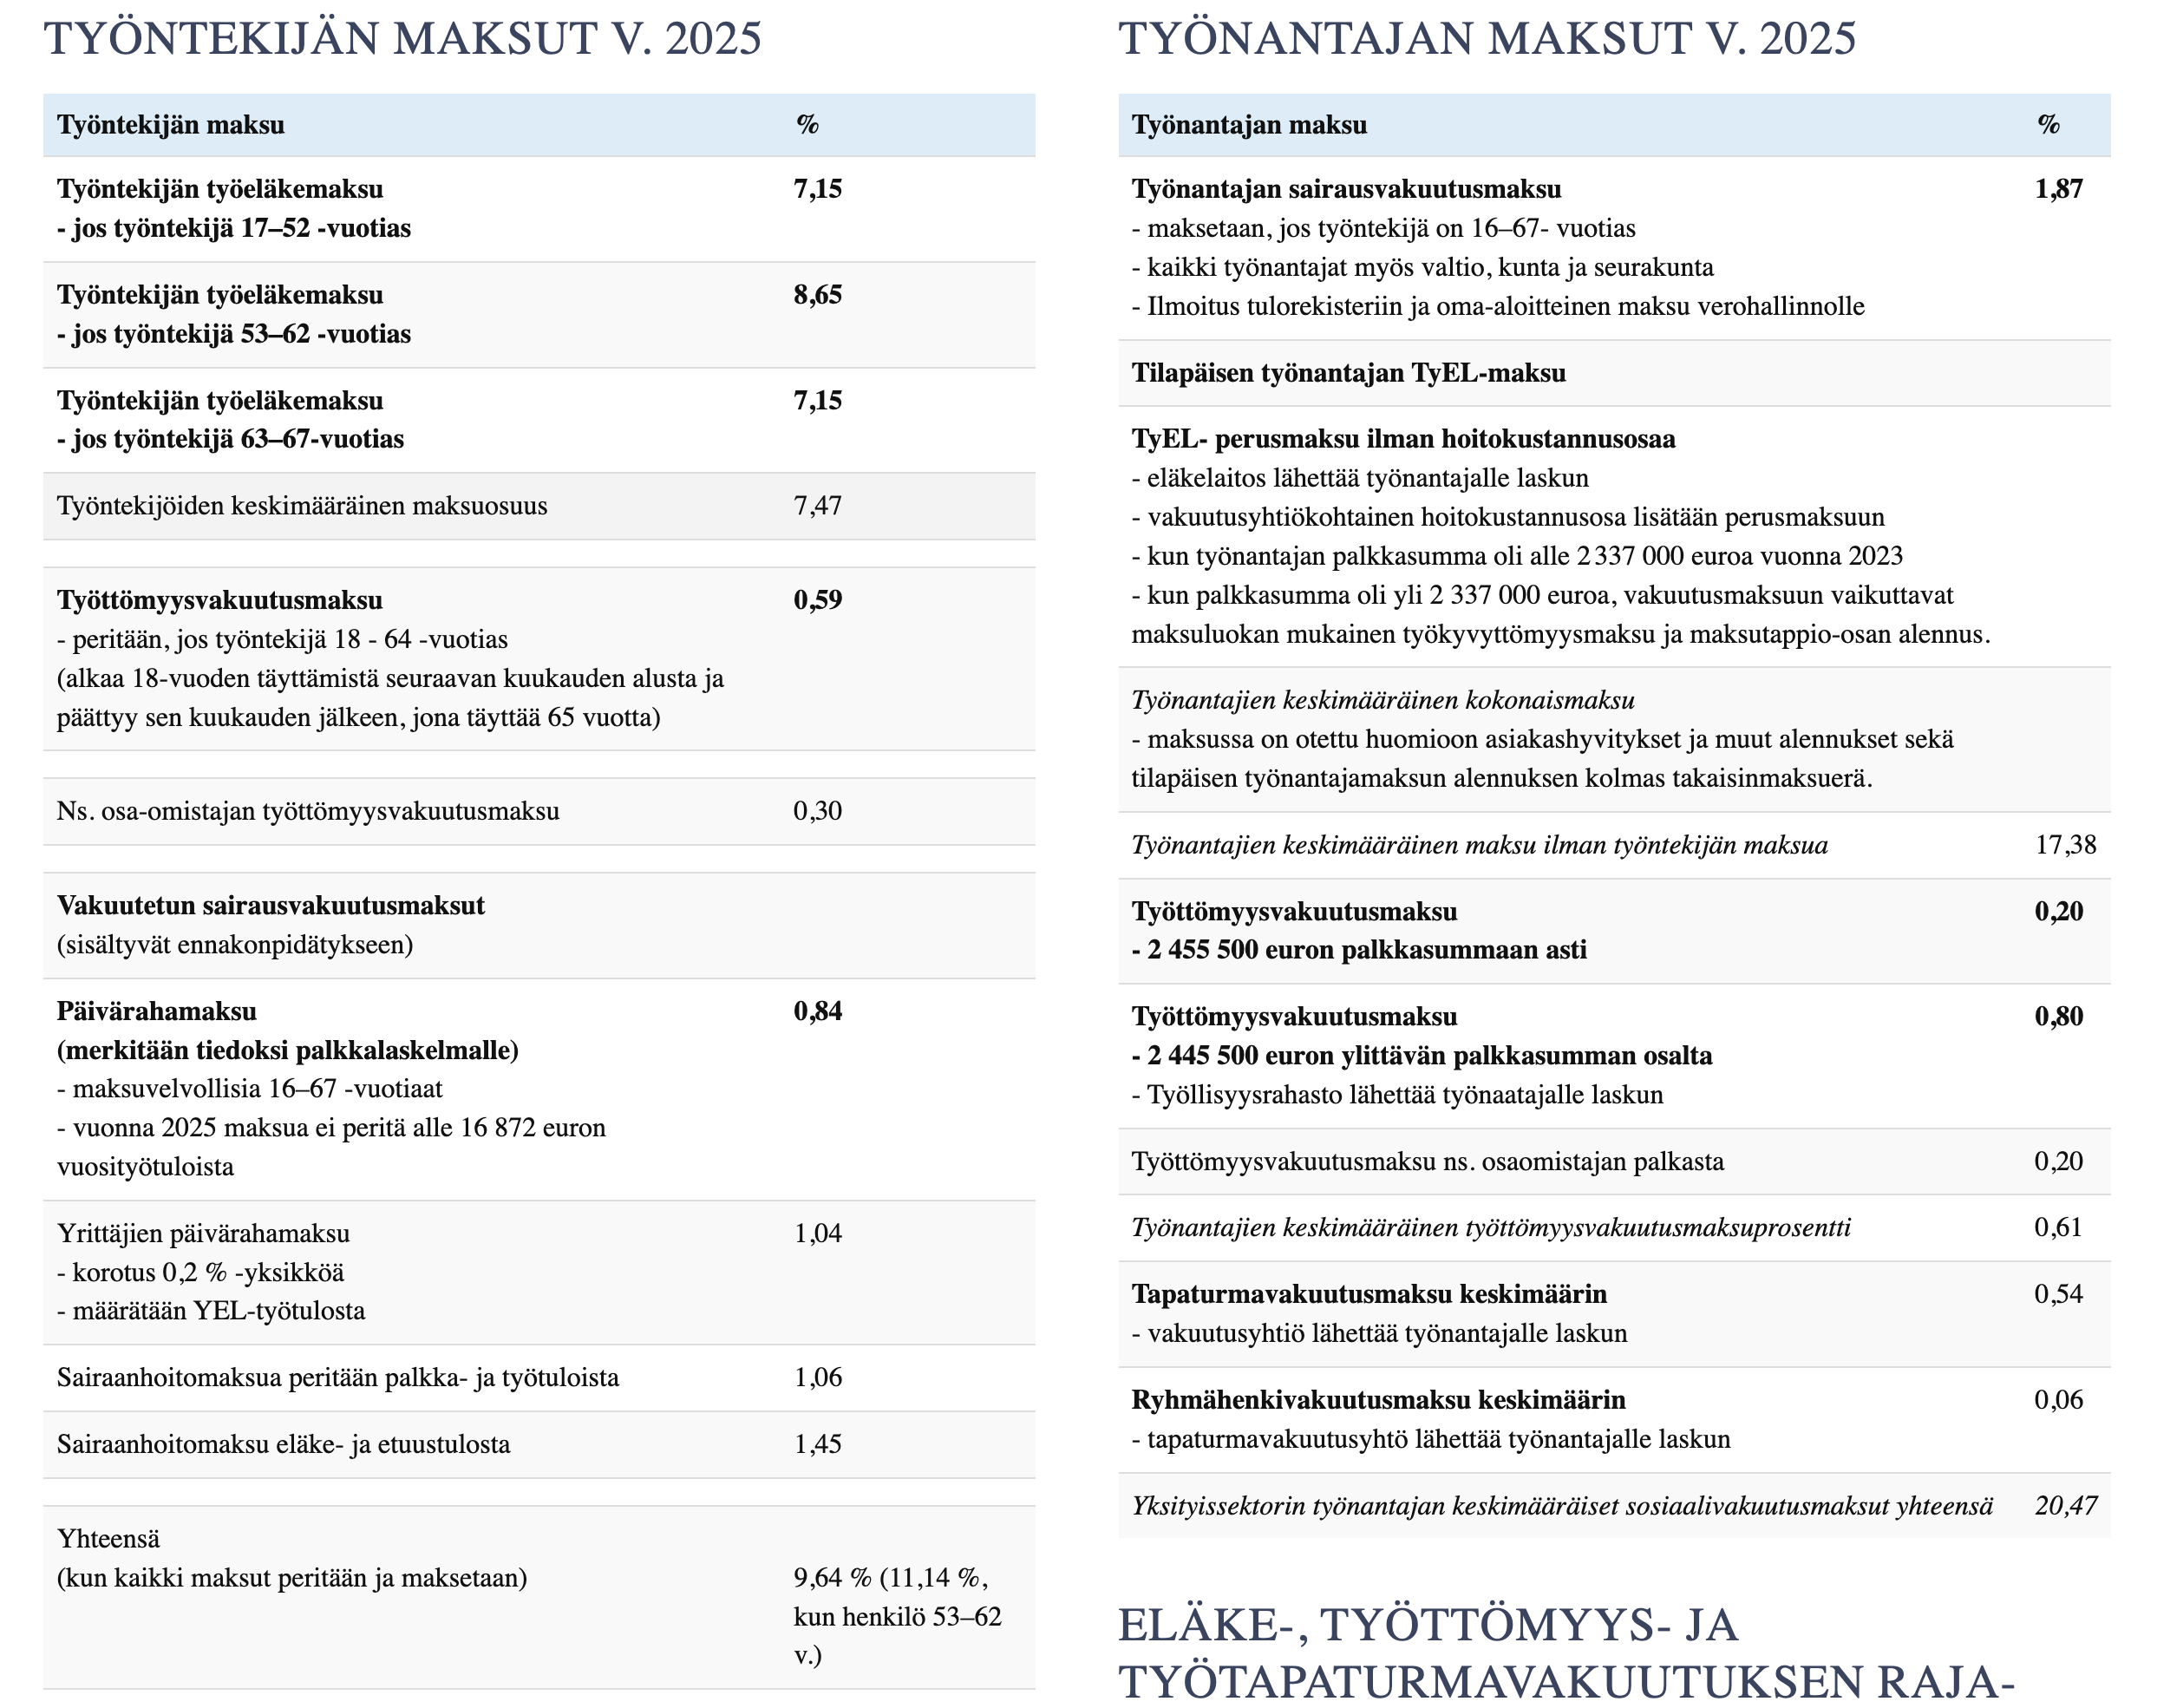 TYÖNTEKIJÄN MAKSUT V. 2025
Työntekijän maksu %
Työntekijän työeläkemaksu 7,15
- jos työntekijä 17–52 -vuotias
Työntekijän työeläkemaksu 8,65
- jos työntekijä 53–62 -vuotias
Työntekijän työeläkemaksu 7,15
- jos työntekijä 63–67-vuotias
Työntekijöiden keskimääräinen maksuosuus 7,47
Työttömyysvakuutusmaksu 0,59
- peritään, jos työntekijä 18 - 64 -vuotias
(alkaa 18-vuoden täyttämistä seuraavan kuukauden alusta ja
päättyy sen kuukauden jälkeen, jona täyttää 65 vuotta)
Ns. osa-omistajan työttömyysvakuutusmaksu 0,30
Vakuutetun sairausvakuutusmaksut
(sisältyvät ennakonpidätykseen)
Päivärahamaksu 0,84
(merkitään tiedoksi palkkalaskelmalle)
- maksuvelvollisia 16–67 -vuotiaat
- vuonna 2025 maksua ei peritä alle 16 872 euron
vuosityötuloista
Yrittäjien päivärahamaksu 1,04
- korotus 0,2 % -yksikköä
- määrätään YEL-työtulosta
Sairaanhoitomaksua peritään palkka- ja työtuloista 1,06
Sairaanhoitomaksu eläke- ja etuustulosta 1,45
Yhteensä
(kun kaikki maksut peritään ja maksetaan) 9,64 % (11,14 %,
kun henkilö 53–62
v.)
TYÖNANTAJAN MAKSUT V. 2025
Työnantajan maksu %
Työnantajan sairausvakuutusmaksu 1,87
- maksetaan, jos työntekijä on 16–67- vuotias
- kaikki työnantajat myös valtio, kunta ja seurakunta
- Ilmoitus tulorekisteriin ja oma-aloitteinen maksu verohallinnolle
Tilapäisen työnantajan TyEL-maksu
TyEL- perusmaksu ilman hoitokustannusosaa
- eläkelaitos lähettää työnantajalle laskun
- vakuutusyhtiökohtainen hoitokustannusosa lisätään perusmaksuun
- kun työnantajan palkkasumma oli alle 2 337 000 euroa vuonna 2023
- kun palkkasumma oli yli 2 337 000 euroa, vakuutusmaksuun vaikuttavat
maksuluokan mukainen työkyvyttömyysmaksu ja maksutappio-osan alennus.
Työnantajien keskimääräinen kokonaismaksu
- maksussa on otettu huomioon asiakashyvitykset ja muut alennukset sekä
tilapäisen työnantajamaksun alennuksen kolmas takaisinmaksuerä.
Työnantajien keskimääräinen maksu ilman työntekijän maksua 17,38
Työttömyysvakuutusmaksu 0,20
- 2 455 500 euron palkkasummaan asti
Työttömyysvakuutusmaksu 0,80
- 2 445 500 euron ylittävän palkkasumman osalta
- Työllisyysrahasto lähettää työnaatajalle laskun
Työttömyysvakuutusmaksu ns. osaomistajan palkasta 0,20
Työnantajien keskimääräinen työttömyysvakuutusmaksuprosentti 0,61
Tapaturmavakuutusmaksu keskimäärin 0,54
- vakuutusyhtiö lähettää työnantajalle laskun
Ryhmähenkivakuutusmaksu keskimäärin 0,06
- tapaturmavakuutusyhtö lähettää työnantajalle laskun
Yksityissektorin työnantajan keskimääräiset sosiaalivakuutusmaksut yhteensä 20,47
ELÄKE-, TYÖTTÖMYYS- JA
TYÖTAPATURMAVAKUUTUKSEN RAJA-